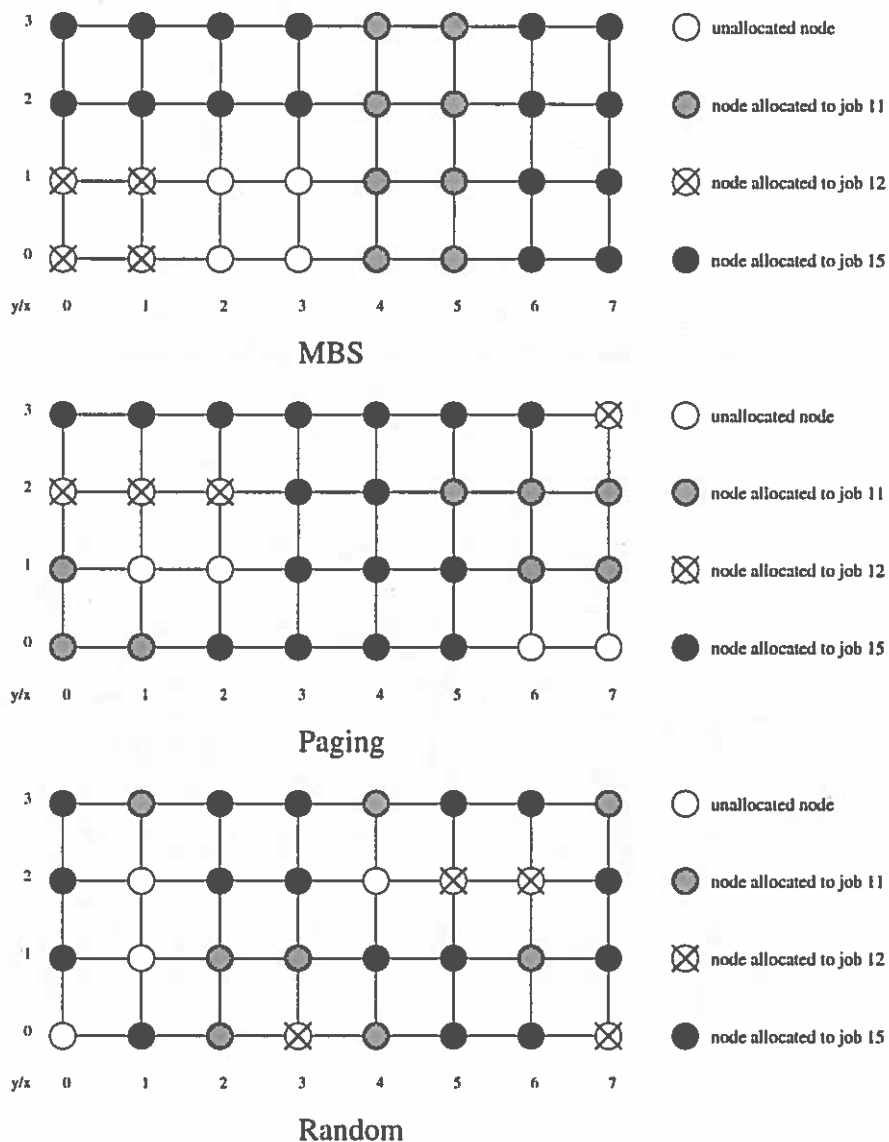 3 unallocated node
2 node allocated to job 11
1 node allocated to job 12
0 node allocated to job 15
y/x 0 1 2 3 4 5 6 7
MBS
3 unallocated node
2 node allocated to job 11
1 node allocated to job 12
0 node allocated to job 15
y/x 0 1 2 3 4 5 6 7
Paging
3 unallocated node
2 node allocated to job 11
1 node allocated to job 12
0 node allocated to job 15
y/x 0 1 2 3 4 5 6 7
Random